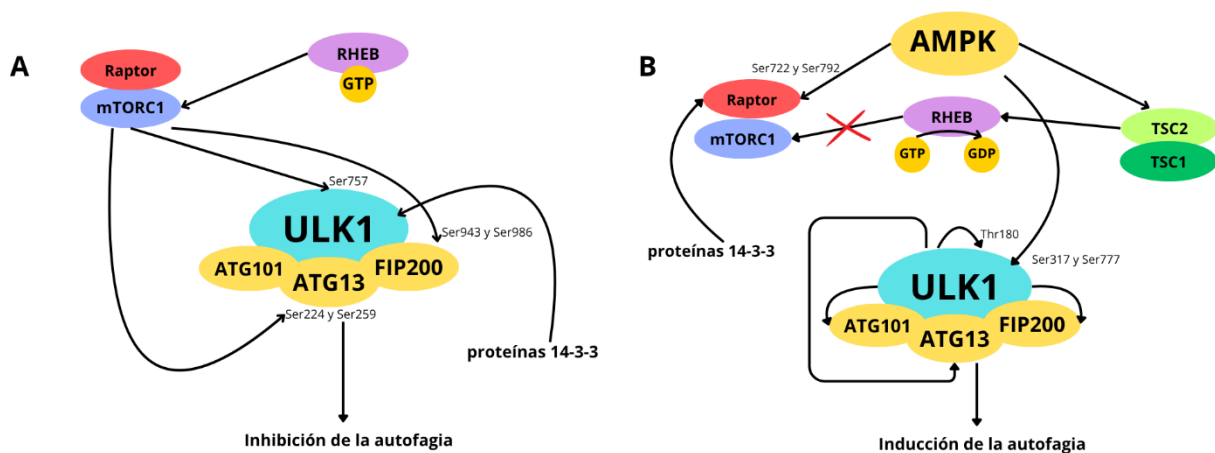 A
Raptor
mTORC1
RHEB
GTP
Ser757
ULK1
Ser943 y Ser986
ATG101
ATG13
FIP200
Ser224 y Ser259
proteínas 14-3-3
Inhibición de la autofagia
B
AMPK
Ser722 y Ser792
Raptor
mTORC1
RHEB
GTP
GDP
TSC2
TSC1
proteínas 14-3-3
Thr180
Ser317 y Ser777
ULK1
ATG101
ATG13
FIP200
Inducción de la autofagia